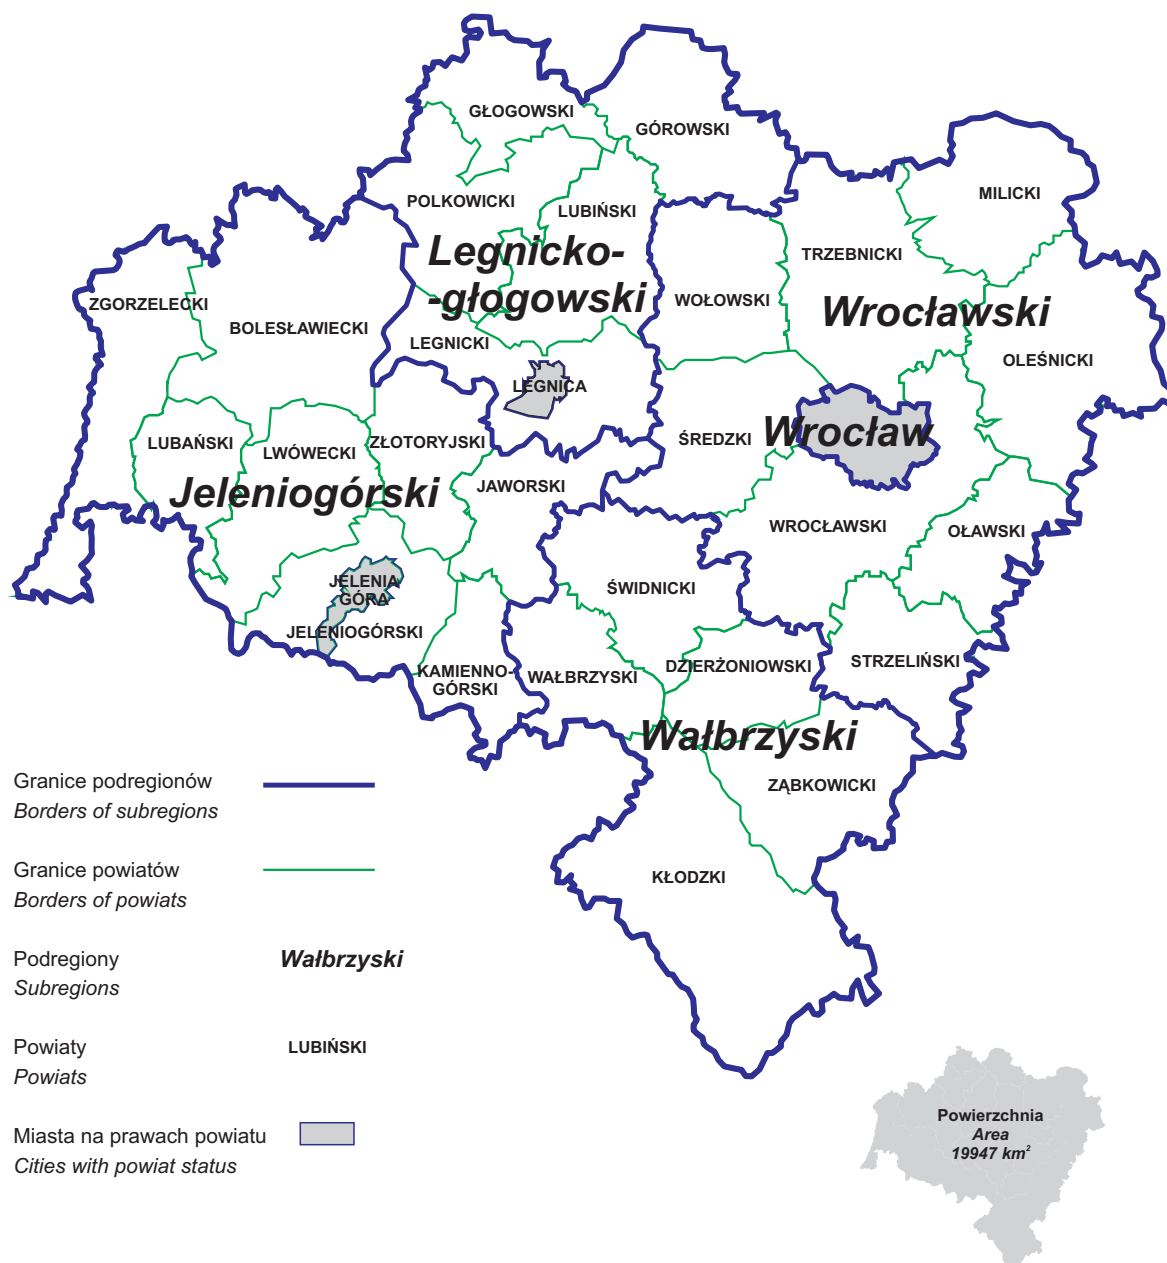 GŁOGOWSKI
GÓROWSKI
MILICKI
POLKOWICKI
LUBIŃSKI
TRZEBNICKI
Legnicko-
-głogowski
ZGORZELECKI
WOŁOWSKI
Wrocławski
BOLESŁAWIECKI
LEGNICKI
OLEŚNICKI
LEGNICA
LUBAŃSKI
LWÓWECKI
ZŁOTORYJSKI
ŚREDZKI
Wrocław
Jeleniogórski
JAWORSKI
WROCŁAWSKI
OŁAWSKI
JELENIA
GÓRA
ŚWIDNICKI
JELENIOGÓRSKI
KAMIENNO-
GÓRSKI
WAŁBRZYSKI
DZIERŻONIOWSKI
STRZELIŃSKI
Wałbrzyski
ZĄBKOWICKI
KŁODZKI
Granice podregionów
Borders of subregions
Granice powiatów
Borders of powiats
Podregiony
Subregions
Wałbrzyski
Powiaty
Powiats
LUBIŃSKI
Miasta na prawach powiatu
Cities with powiat status
Powierzchnia
Area
19947 km²